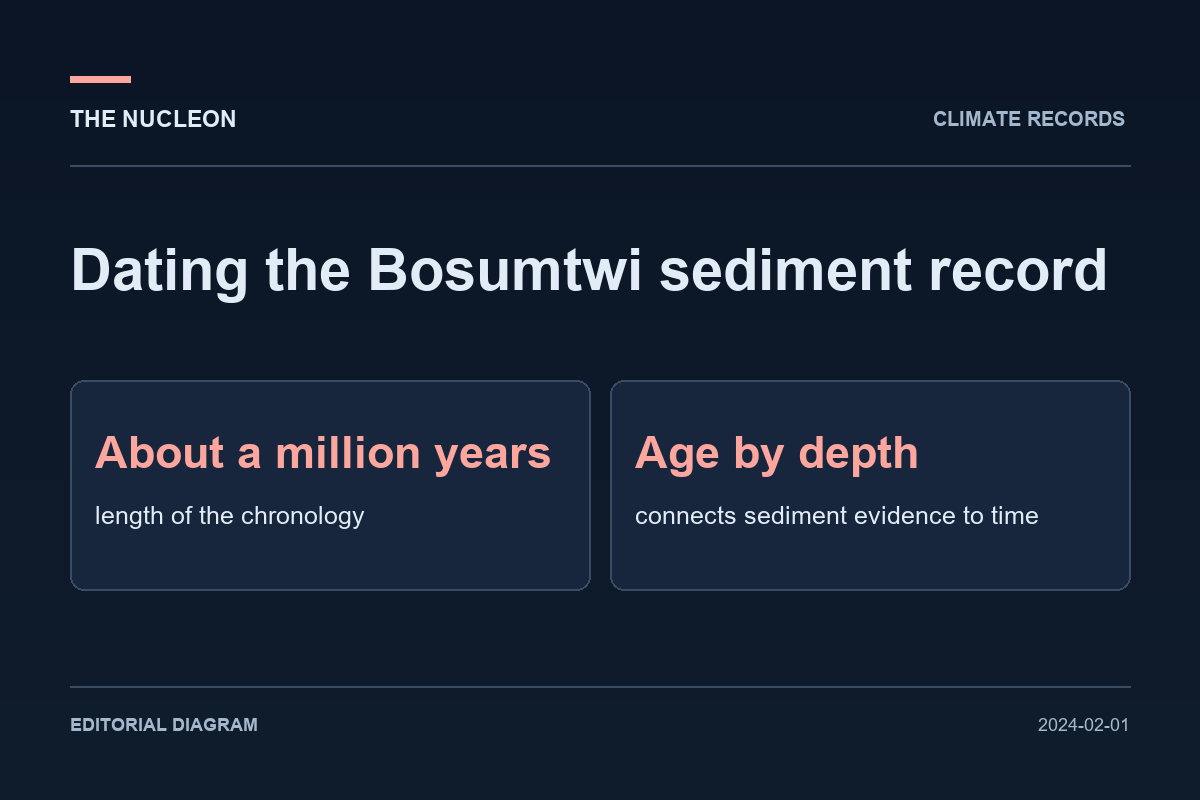 THE NUCLEON
CLIMATE RECORDS
Dating the Bosumtwi sediment record
About a million years
length of the chronology
Age by depth
connects sediment evidence to time
EDITORIAL DIAGRAM
2024-02-01